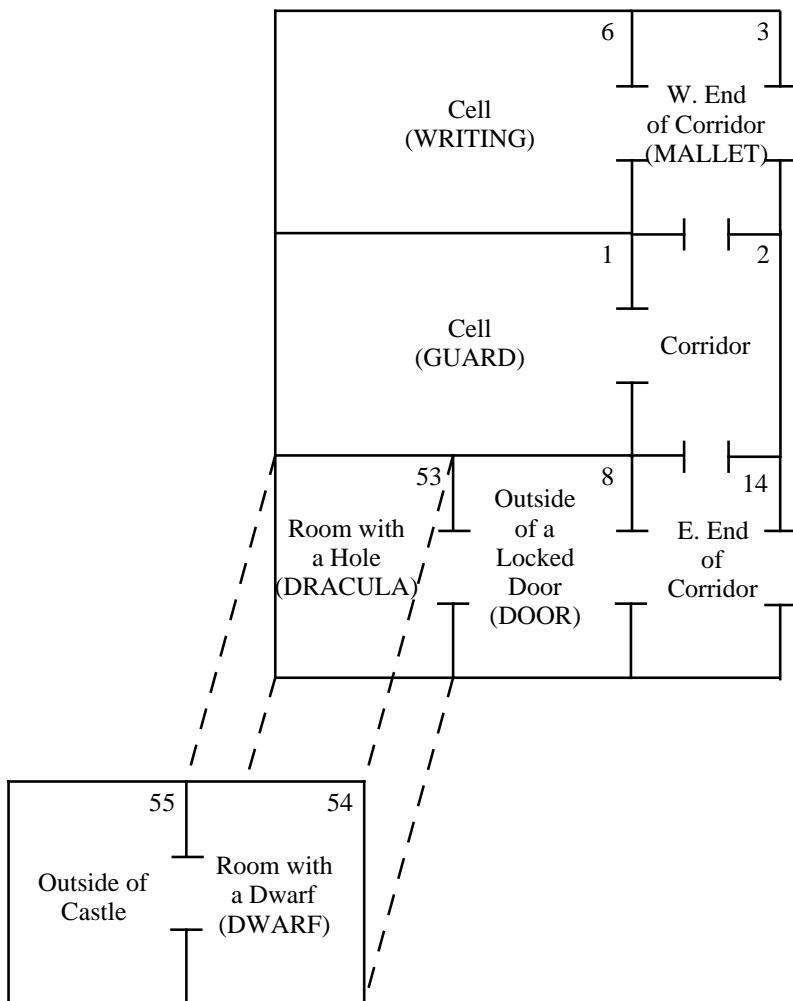 6
3
Cell
(WRITING)
W. End
of Corridor
(MALLET)
1
2
Cell
(GUARD)
Corridor
53
8
14
Room with
a Hole
(DRACULA)
Outside
of a
Locked
Door
(DOOR)
E. End
of
Corridor
55
54
Outside of
Castle
Room with
a Dwarf
(DWARF)